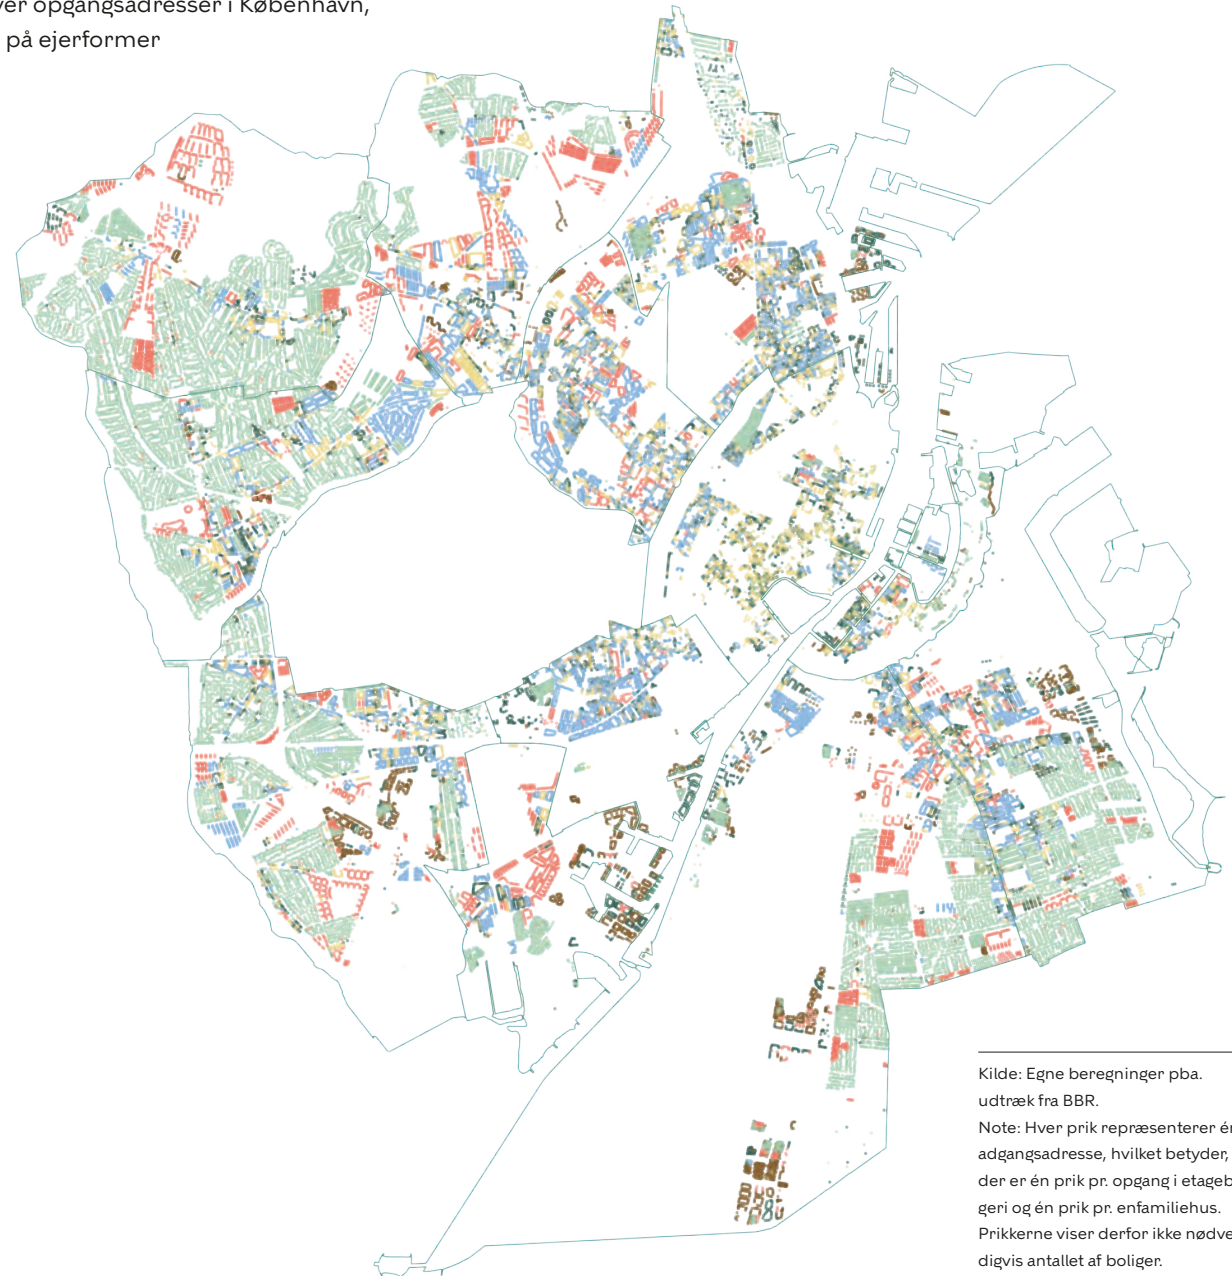 over opgangsadresser i København,
på ejerformer
Kilde: Egne beregninger pba.
udtræk fra BBR.
Note: Hver prik repræsenterer én
adgangsadresse, hvilket betyder,
der er én prik pr. opgang i etageb
geri og én prik pr. enfamiliehus.
Prikkerne viser derfor ikke nødve
digvis antallet af boliger.